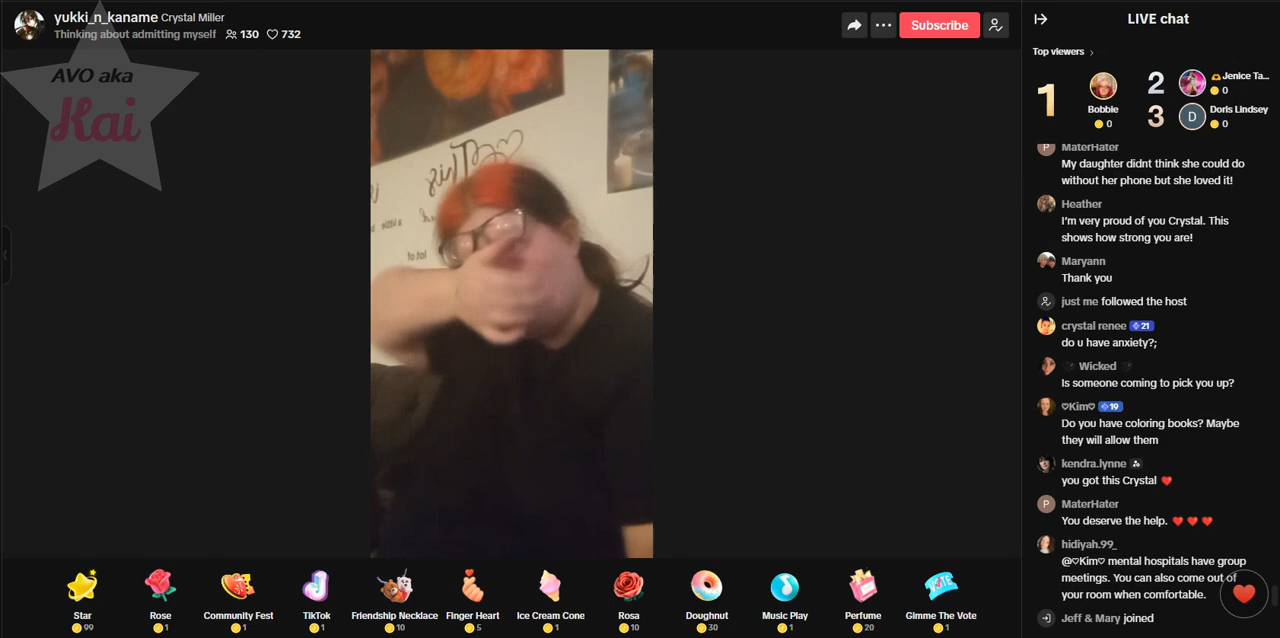 yukki_n_kaname Crystal Miller
Thinking about admitting myself 130 732
Subscribe
AVO aka
Kai
This
a little
lot of
LIVE chat
Top viewers
1
Bobbie
0
2
Jenice Ta...
0
3
D
Doris Lindsey
0
P
MaterHater
My daughter didnt think she could do
without her phone but she loved it!
Heather
I'm very proud of you Crystal. This
shows how strong you are!
Maryann
Thank you
just me followed the host
crystal renee 21
do u have anxiety?;
Wicked
Is someone coming to pick you up?
♡Kim♡ 19
Do you have coloring books? Maybe
they will allow them
kendra.lynne
you got this Crystal ❤️
P
MaterHater
You deserve the help. ❤️ ❤️ ❤️
hidiyah.99_
@♡Kim♡ mental hospitals have group
meetings. You can also come out of
your room when comfortable.
Jeff & Mary joined
Star
99
Rose
1
Community Fest
1
TikTok
1
Friendship Necklace
10
Finger Heart
5
Ice Cream Cone
1
Rosa
10
Doughnut
30
Music Play
1
Perfume
20
VOTE
Gimme The Vote
1